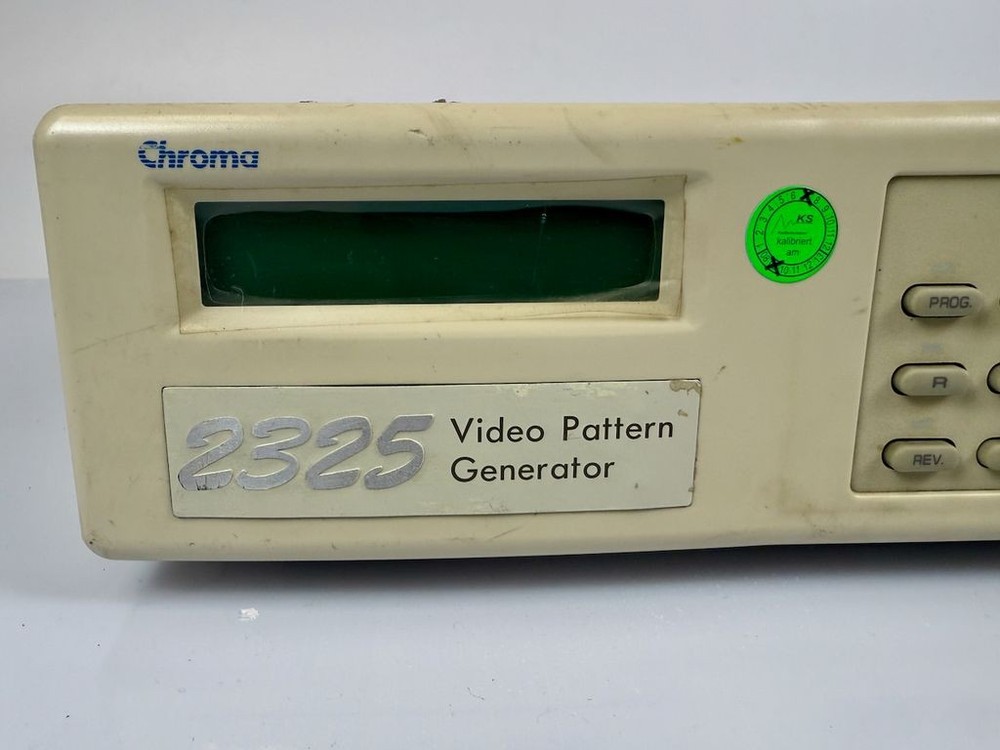 Chroma
KS
kalibriert
am
PROG.
R
REV.
2325 Video Pattern
Generator